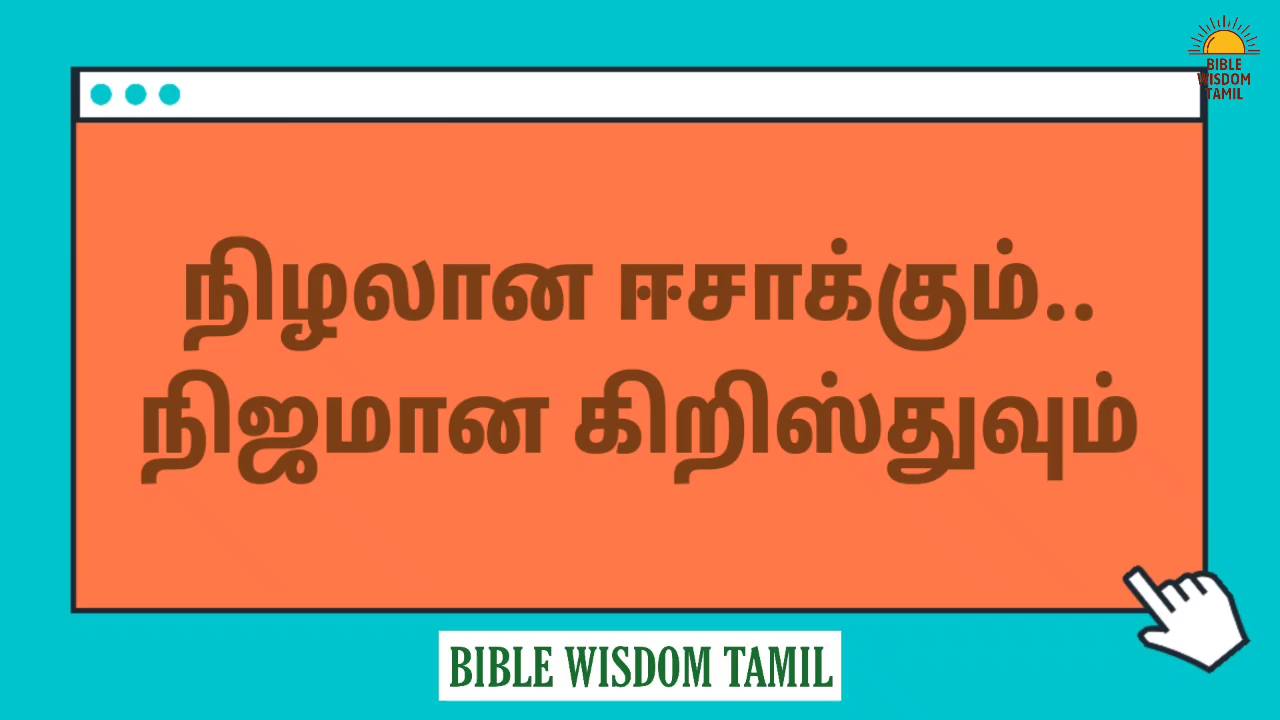 BIBLE
WISDOM
TAMIL
நிழலான ஈசாக்கும்..
நிஜமான கிறிஸ்துவும்
BIBLE WISDOM TAMIL